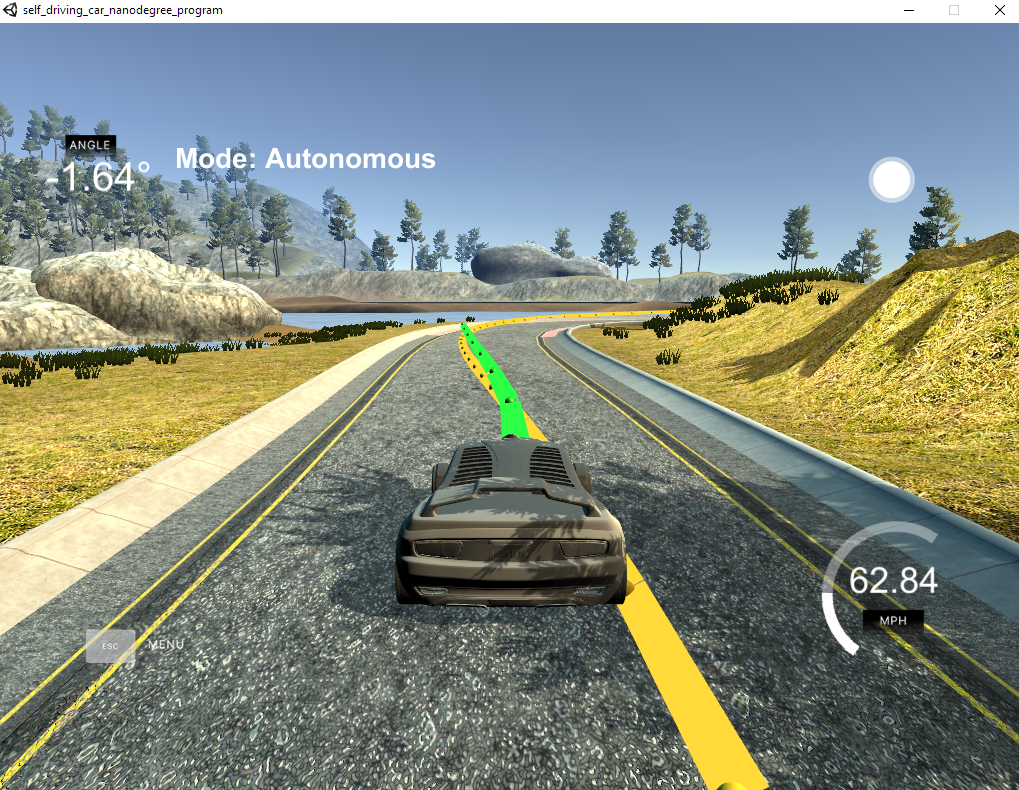 self_driving_car_nanodegree_program
ANGLE
-1.64°
Mode: Autonomous
62.84
MPH
ESC
MENU